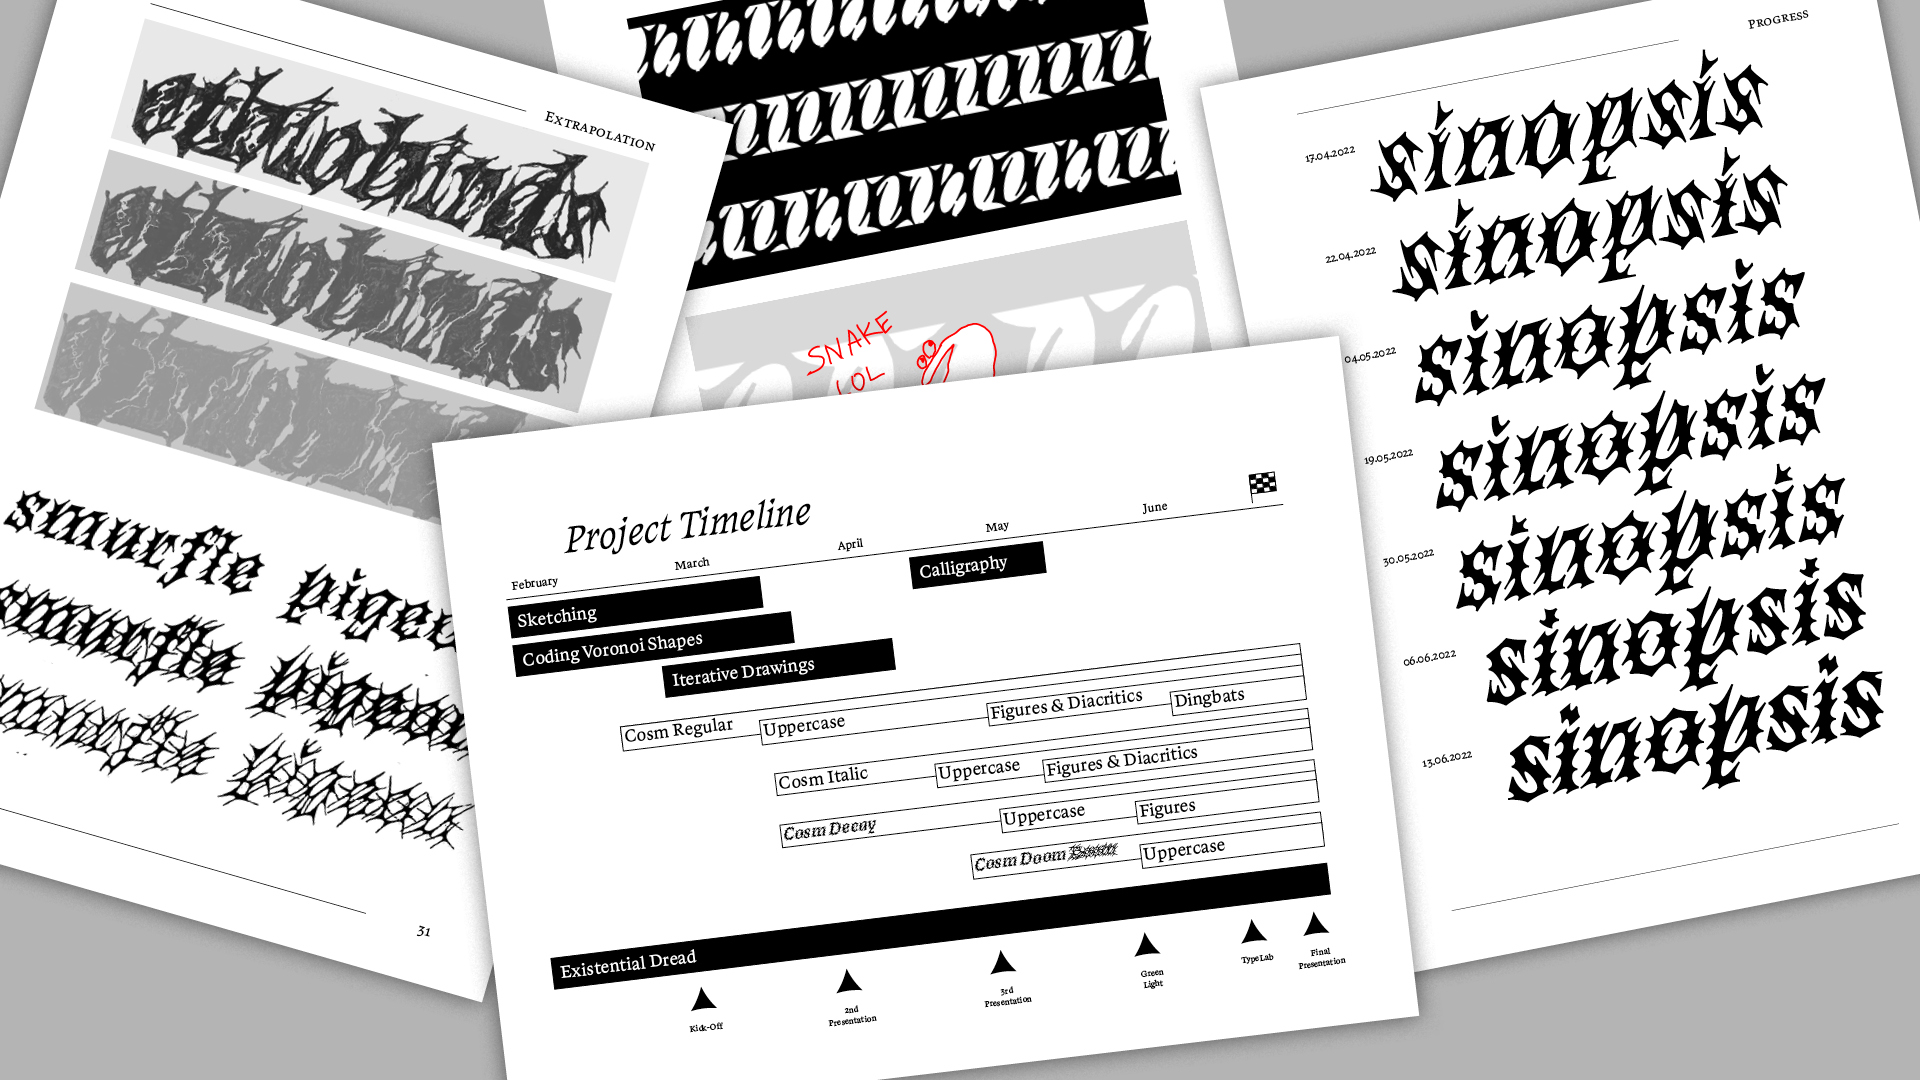 EXTRAPOLATION
smurfle
smurfle
31
SNAKE
LOL
PROGRESS
17.04.2022 sinopsis
22.04.2022 sinopsis
04.05.2022 sinopsis
19.05.2022 sinopsis
30.05.2022 sinopsis
06.06.2022 sinopsis
13.06.2022 sinopsis
Project Timeline
February March April May June
Sketching
Calligraphy
Coding Voronoi Shapes
Iterative Drawings
Cosm Regular Uppercase Figures & Diacritics Dingbats
Cosm Italic Uppercase Figures & Diacritics
Cosm Decay Uppercase Figures
Cosm Doom Uppercase
Existential Dread
Kick-Off
2nd
Presentation
3rd
Presentation
Green
Light
TypeLab
Final
Presentation